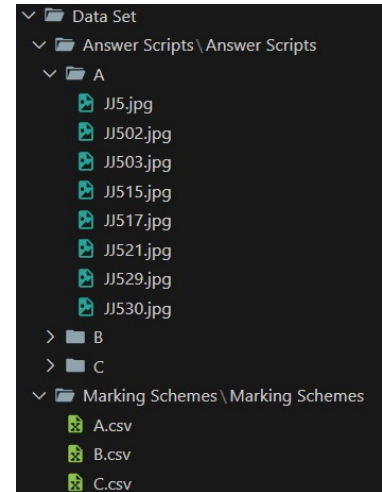 Data Set
Answer Scripts\Answer Scripts
A
JJ5.jpg
JJ502.jpg
JJ503.jpg
JJ515.jpg
JJ517.jpg
JJ521.jpg
JJ529.jpg
JJ530.jpg
B
C
Marking Schemes\Marking Schemes
A.csv
B.csv
C.csv